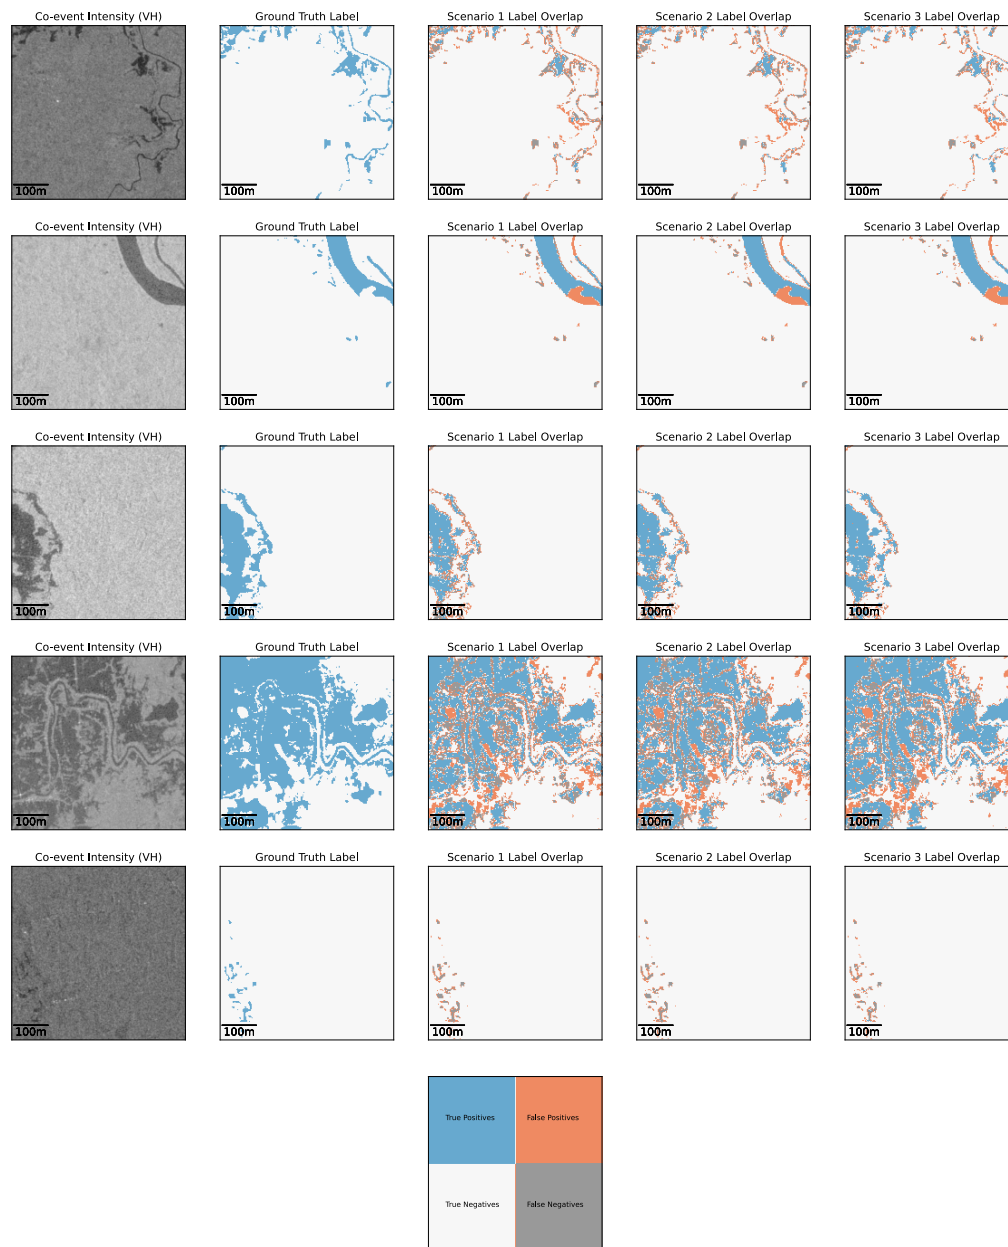 Co-event Intensity (VH) Ground Truth Label Scenario 1 Label Overlap Scenario 2 Label Overlap Scenario 3 Label Overlap
100m 100m 100m 100m 100m
Co-event Intensity (VH) Ground Truth Label Scenario 1 Label Overlap Scenario 2 Label Overlap Scenario 3 Label Overlap
100m 100m 100m 100m 100m
Co-event Intensity (VH) Ground Truth Label Scenario 1 Label Overlap Scenario 2 Label Overlap Scenario 3 Label Overlap
100m 100m 100m 100m 100m
Co-event Intensity (VH) Ground Truth Label Scenario 1 Label Overlap Scenario 2 Label Overlap Scenario 3 Label Overlap
100m 100m 100m 100m 100m
Co-event Intensity (VH) Ground Truth Label Scenario 1 Label Overlap Scenario 2 Label Overlap Scenario 3 Label Overlap
100m 100m 100m 100m 100m
True Positives False Positives
True Negatives False Negatives